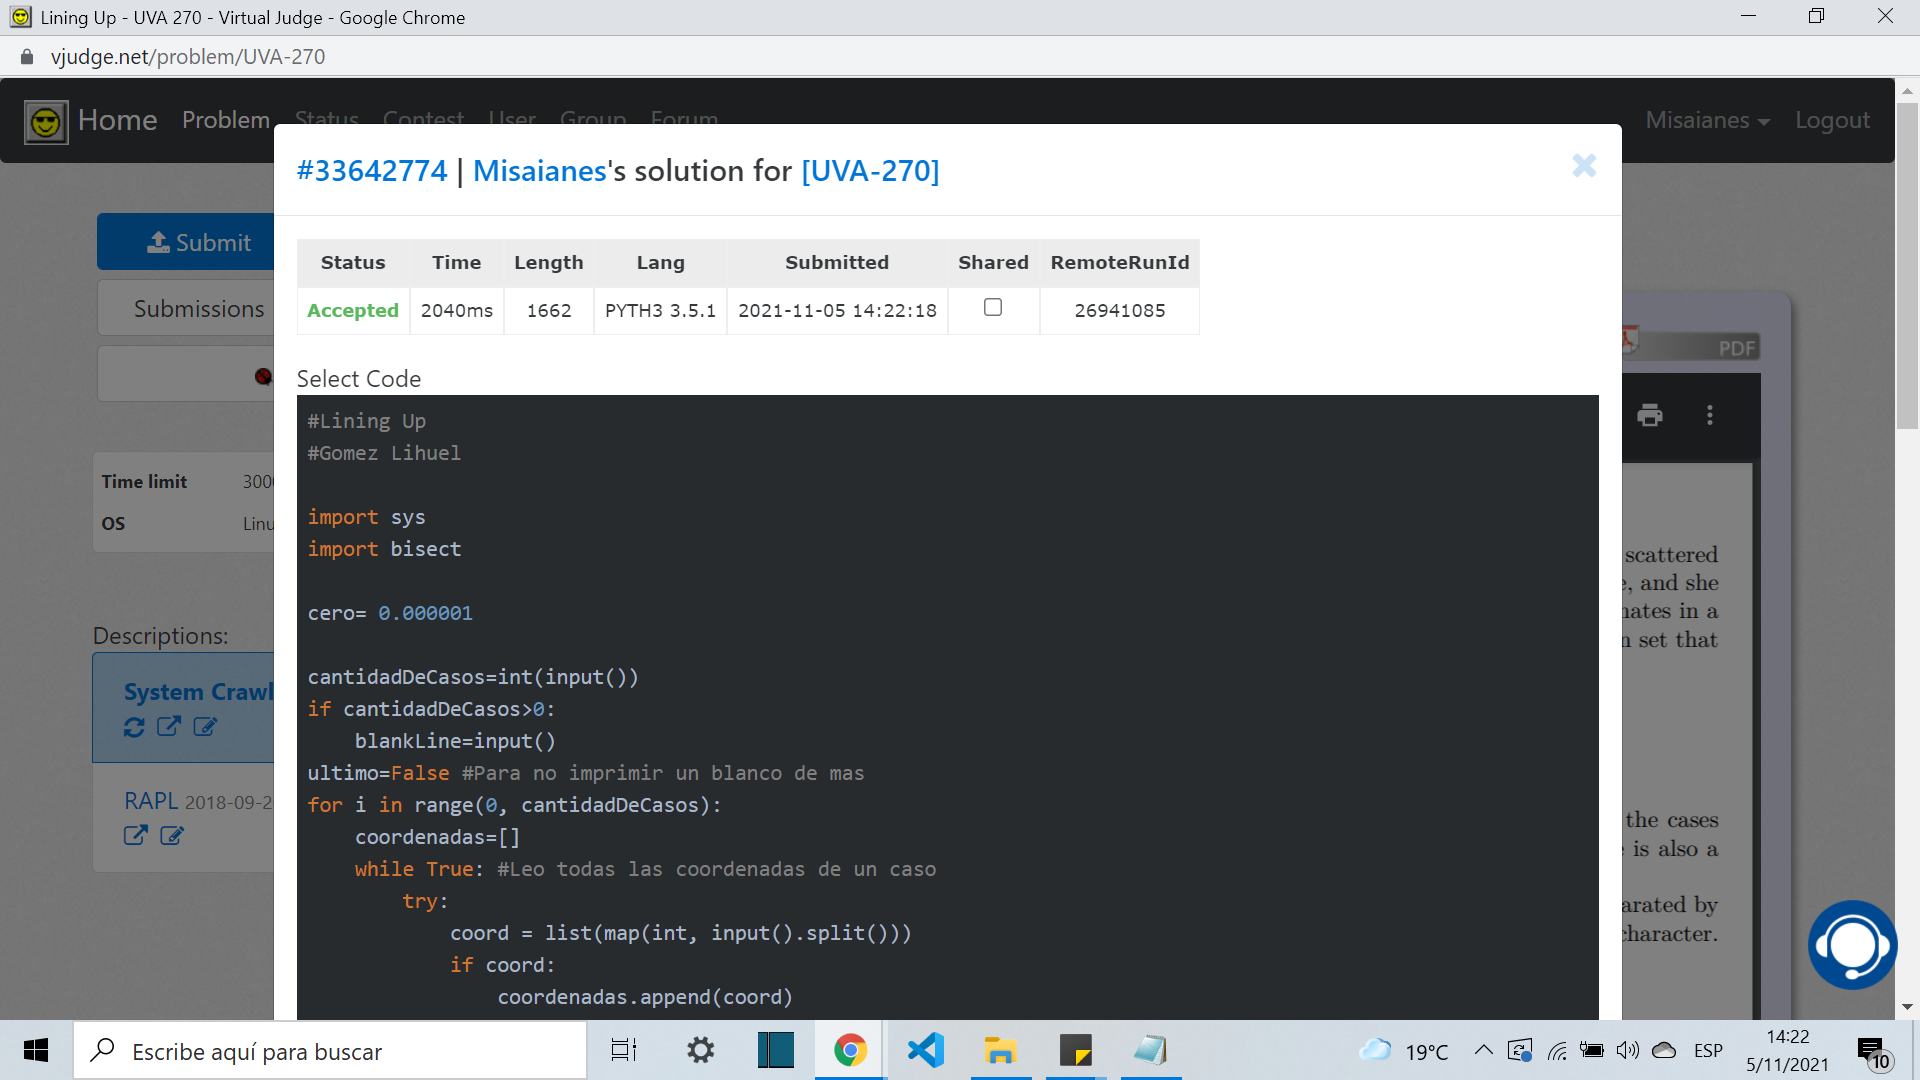 Lining Up - UVA 270 - Virtual Judge - Google Chrome
vjudge.net/problem/UVA-270
Home Problem Status Contest User Group Forum Misaianes Logout
#33642774 | Misaianes's solution for [UVA-270]
Submit
Submissions
Status Time Length Lang Submitted Shared RemoteRunId
Accepted 2040ms 1662 PYTH3 3.5.1 2021-11-05 14:22:18 26941085
PDF
Select Code
#Lining Up
#Gomez Lihuel
import sys
import bisect
cero= 0.000001
cantidadDeCasos=int(input())
if cantidadDeCasos>0:
blankLine=input()
ultimo=False #Para no imprimir un blanco de mas
for i in range(0, cantidadDeCasos):
coordenadas=[]
while True: #Leo todas las coordenadas de un caso
try:
coord = list(map(int, input().split()))
if coord:
coordenadas.append(coord)
Time limit 300
OS Linu
Descriptions:
System Crawl
RAPL 2018-09-2
scattered
, and she
nates in a
set that
the cases
is also a
arated by
character.
Escribe aquí para buscar
19°C
ESP
14:22
5/11/2021
10